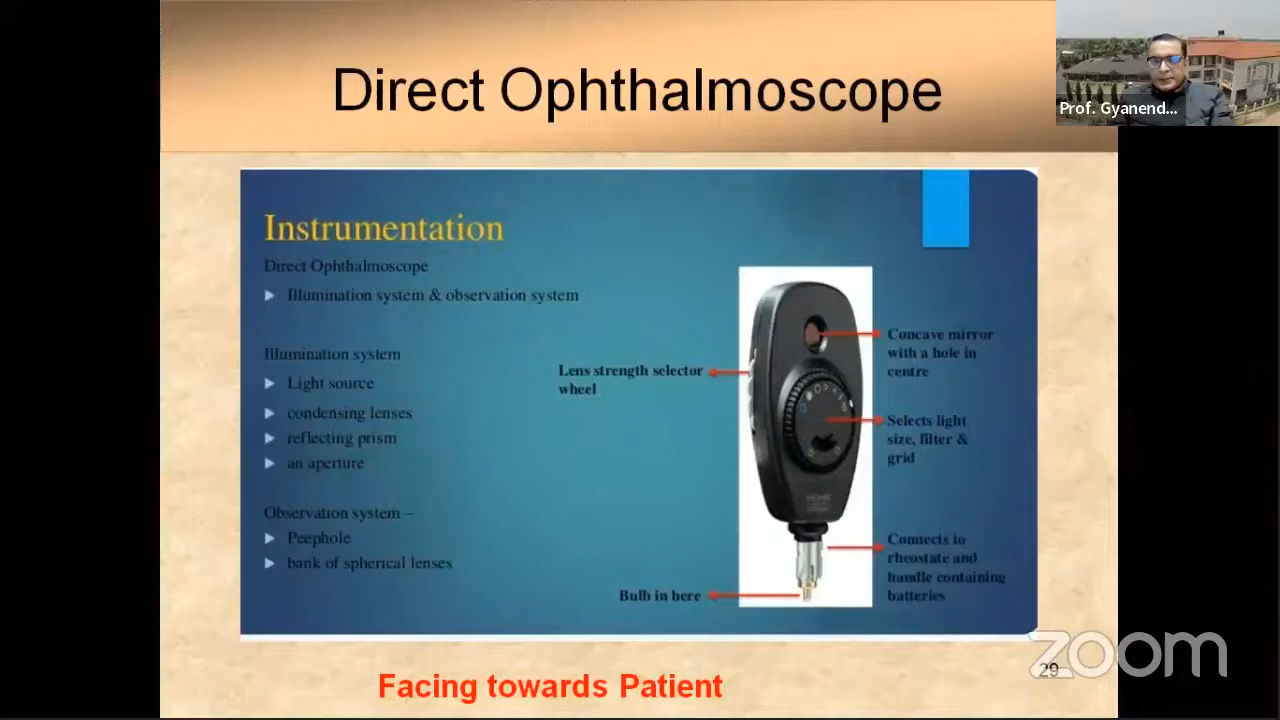 Direct Ophthalmoscope
Prof. Gyanend...
Instrumentation
Direct Ophthalmoscope
Illumination system & observation system
Illumination system
Light source
condensing lenses
reflecting prism
an aperture
Observation system –
Peephole
bank of spherical lenses
Lens strength selector
wheel
Bulb in here
Concave mirror
with a hole in
centre
Selects light
size, filter &
grid
Connects to
rheostate and
handle containing
batteries
Facing towards Patient
29
zoom